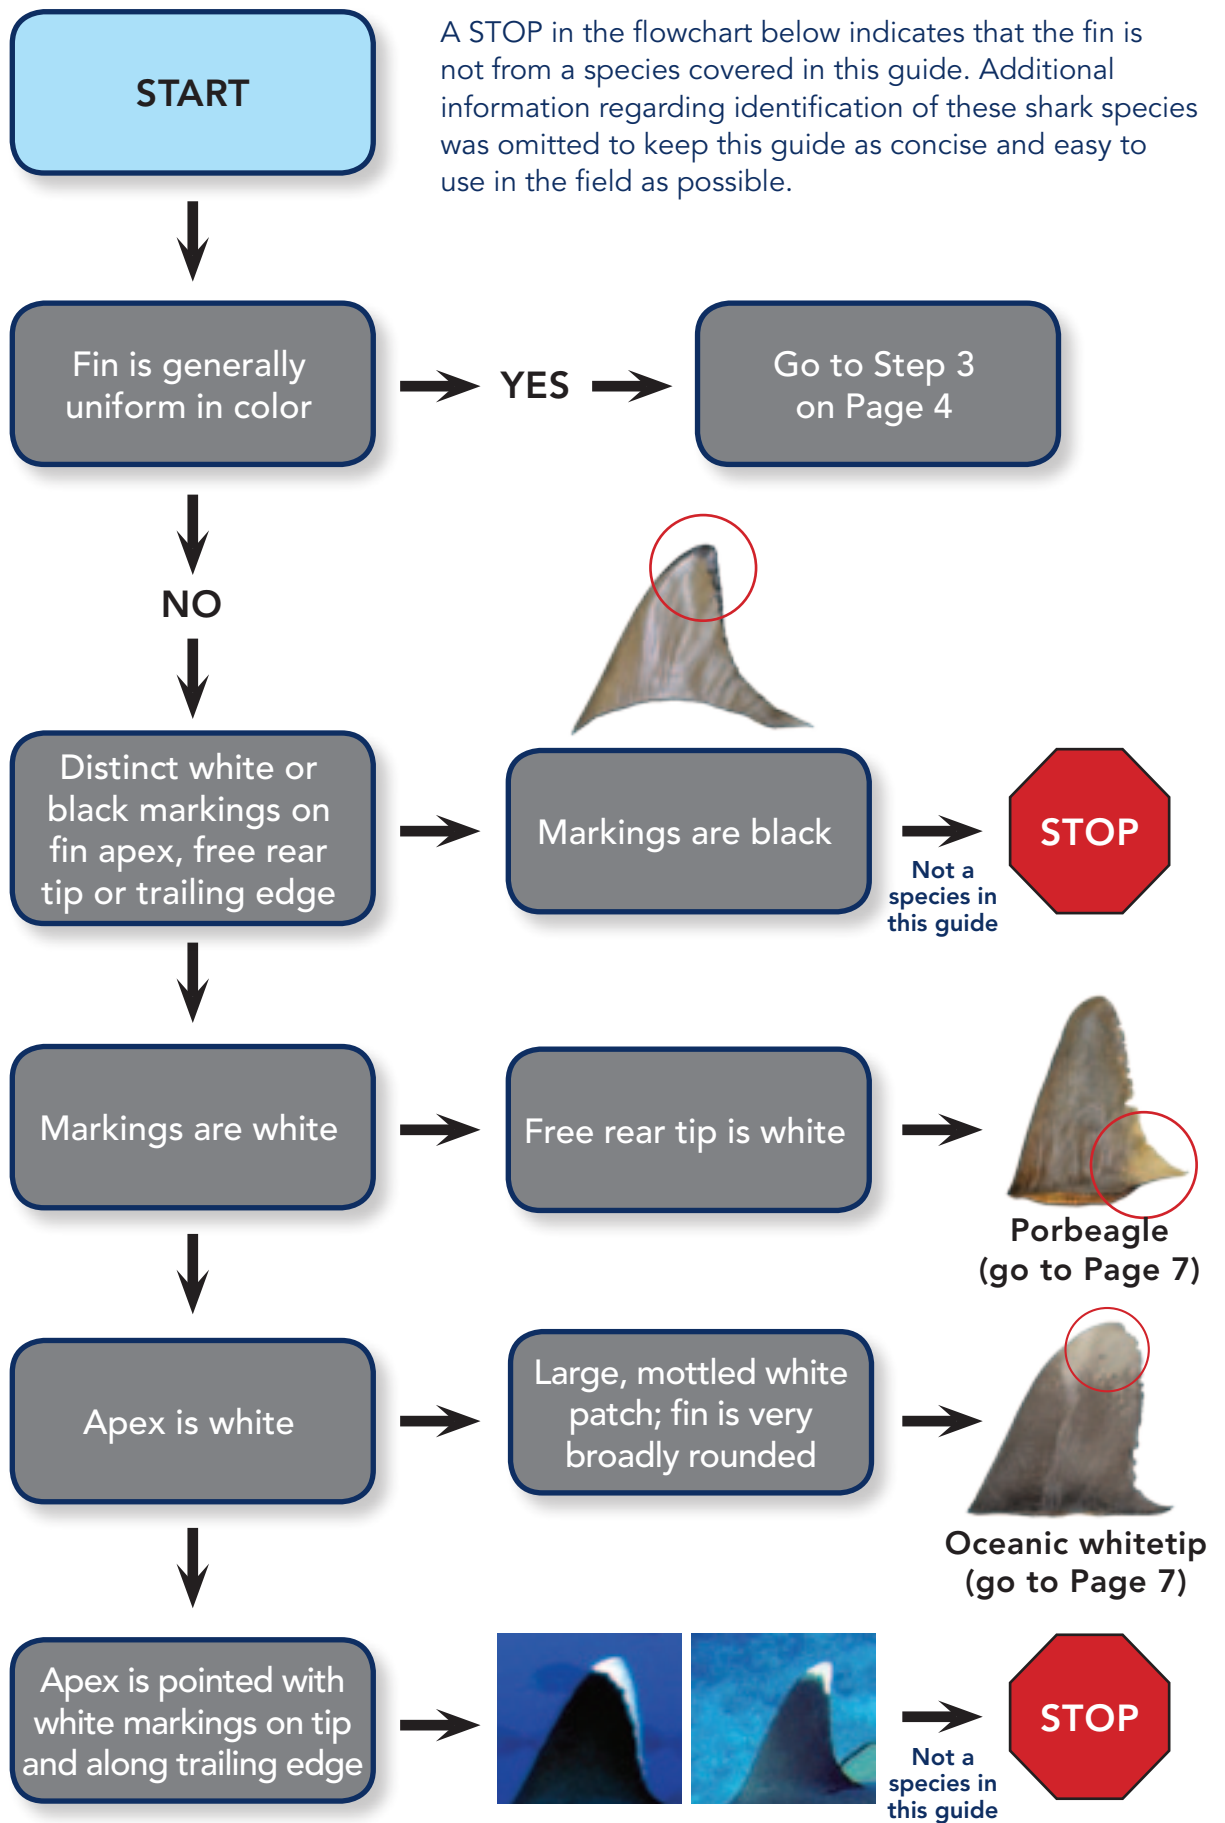 START
A STOP in the flowchart below indicates that the fin is
not from a species covered in this guide. Additional
information regarding identification of these shark species
was omitted to keep this guide as concise and easy to
use in the field as possible.
Fin is generally
uniform in color
YES
Go to Step 3
on Page 4
NO
Distinct white or
black markings on
fin apex, free rear
tip or trailing edge
Markings are black
Not a
species in
this guide
STOP
Markings are white
Free rear tip is white
Porbeagle
(go to Page 7)
Apex is white
Large, mottled white
patch; fin is very
broadly rounded
Oceanic whitetip
(go to Page 7)
Apex is pointed with
white markings on tip
and along trailing edge
Not a
species in
this guide
STOP